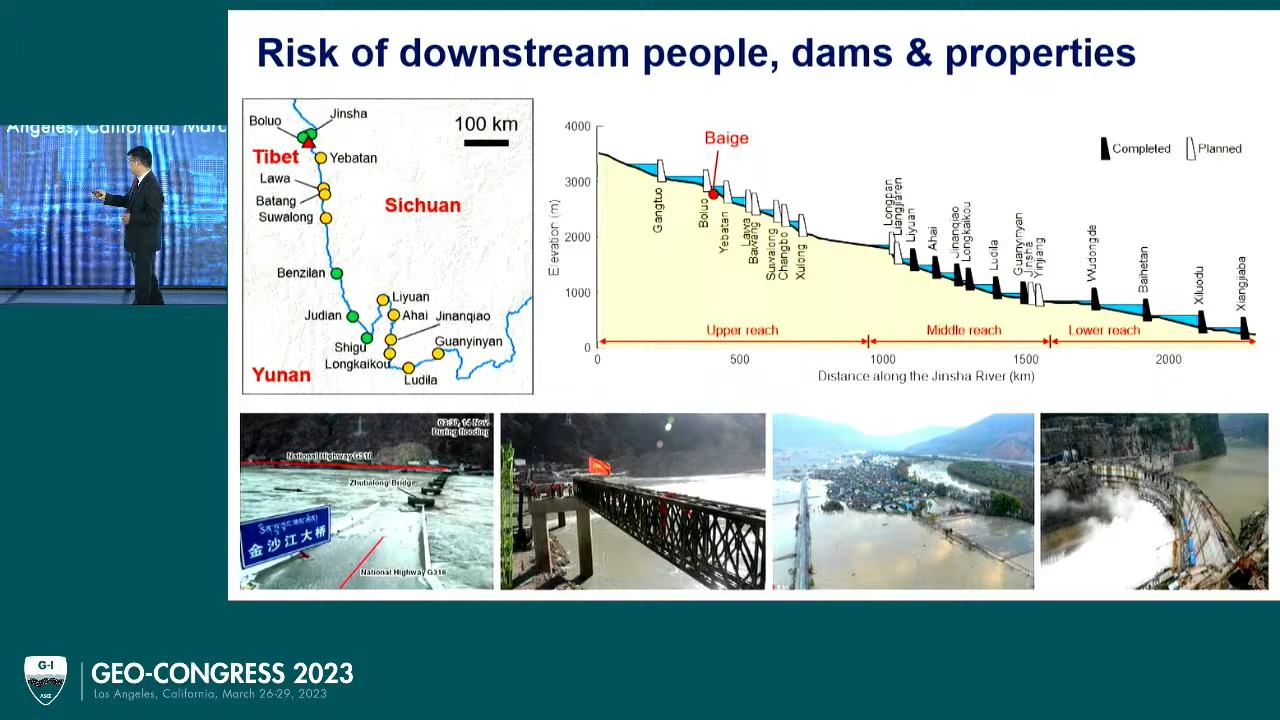 Risk of downstream people, dams & properties
Angeles, California, March
Boluo
Jinsha
100 km
Tibet
Yebatan
Lawa
Batang
Suwalong
Sichuan
Benzilan
Liyuan
Judian
Ahai
Jinanqiao
Shigu
Guanyinyan
Longkaikou
Ludila
Yunan
4000
3000
2000
1000
0
Elevation (m)
Baige
Completed
Planned
Gangtuo
Boluo
Yebatan
Lawa
Batang
Suwalong
Changbo
Xulong
Longpan
Liangjiaren
Liyuan
Ahai
Jinanqiao
Longkaikou
Ludila
Guanyinyan
Jinsha
Yinjiang
Wudongde
Baihetan
Xiluodu
Xiangjiaba
Upper reach
Middle reach
Lower reach
0
500
1000
1500
2000
Distance along the Jinsha River (km)
During flooding
National Highway G318
Zhubalong Bridge
金沙江大桥
National Highway G318
G-I
ASCE
GEO-CONGRESS 2023
Los Angeles, California, March 26-29, 2023